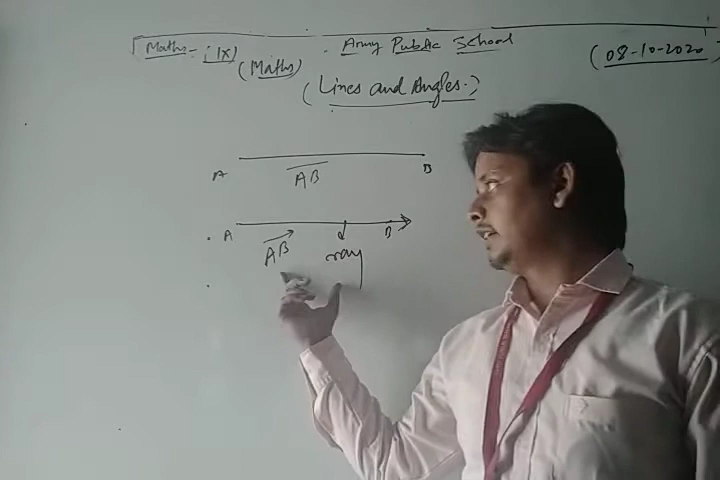 Maths - IX) Army Public School (08-10-2020)
(Maths)
(Lines and Angles.)
A B
AB
A B
AB ray